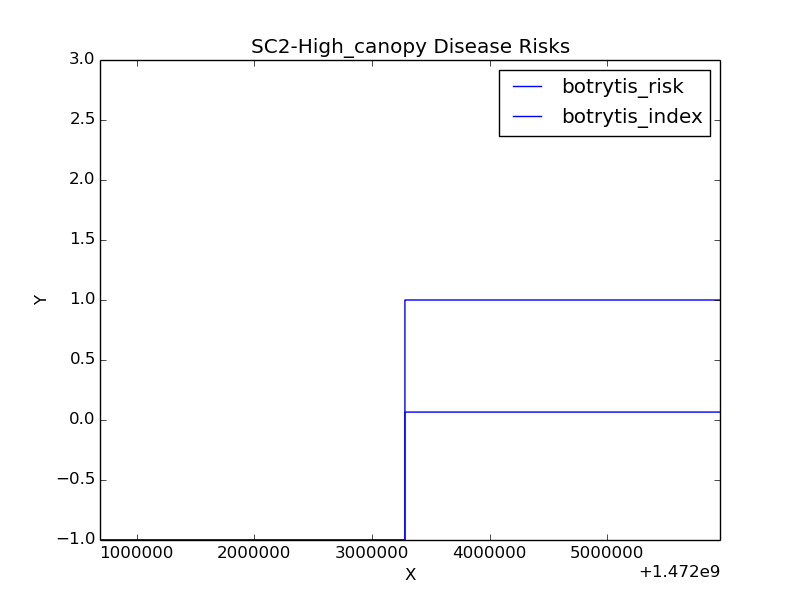 SC2-High_canopy Disease Risks
3.0
2.5
2.0
1.5
1.0
0.5
0.0
−0.5
−1.0
Y
botrytis_risk
botrytis_index
1000000 2000000 3000000 4000000 5000000
X
+1.472e9